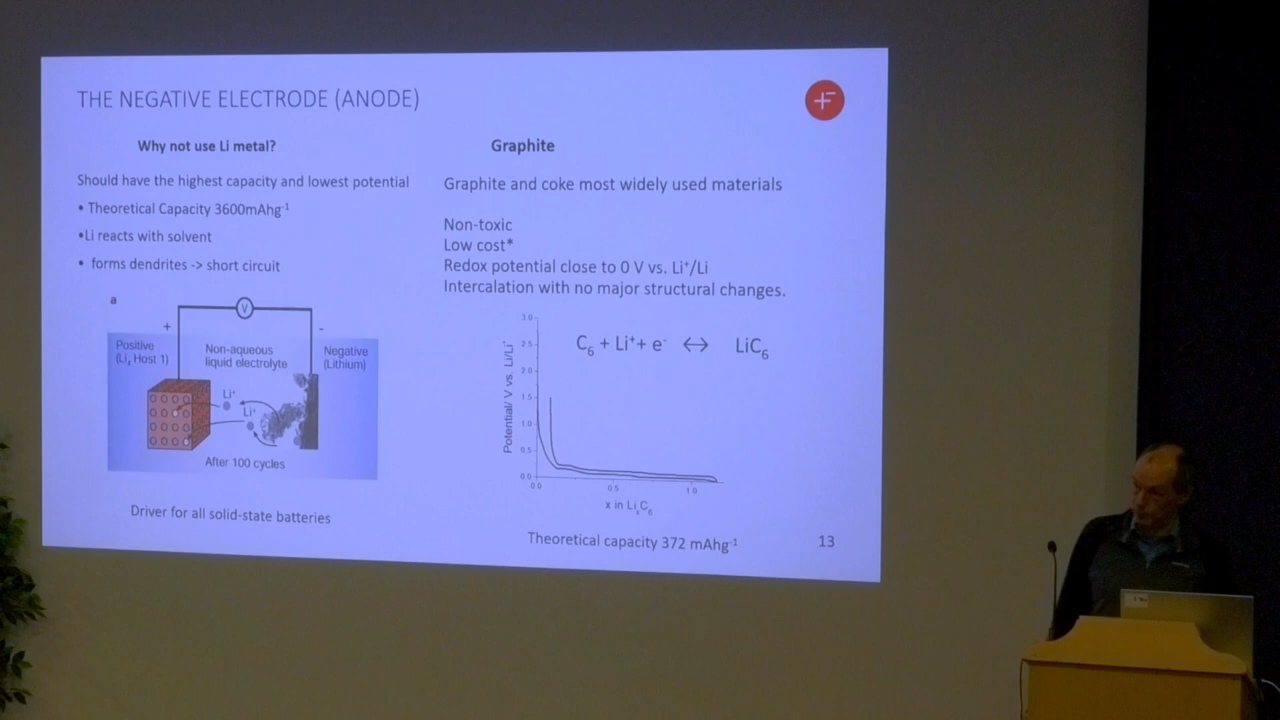 THE NEGATIVE ELECTRODE (ANODE)
Why not use Li metal?
Should have the highest capacity and lowest potential
• Theoretical Capacity 3600mAhg⁻¹
•Li reacts with solvent
• forms dendrites -> short circuit
a
V
+
-
Positive
(Liₓ Host 1)
Non-aqueous
liquid electrolyte
Negative
(Lithium)
Li⁺
Li⁺
After 100 cycles
Driver for all solid-state batteries
Graphite
Graphite and coke most widely used materials
Non-toxic
Low cost*
Redox potential close to 0 V vs. Li⁺/Li
Intercalation with no major structural changes.
C₆ + Li⁺+ e⁻ ↔ LiC₆
Potential/ V vs. Li/Li⁺
3.0
2.5
2.0
1.5
1.0
0.5
0.0
0.0 0.5 1.0
x in LiₓC₆
Theoretical capacity 372 mAhg⁻¹
13